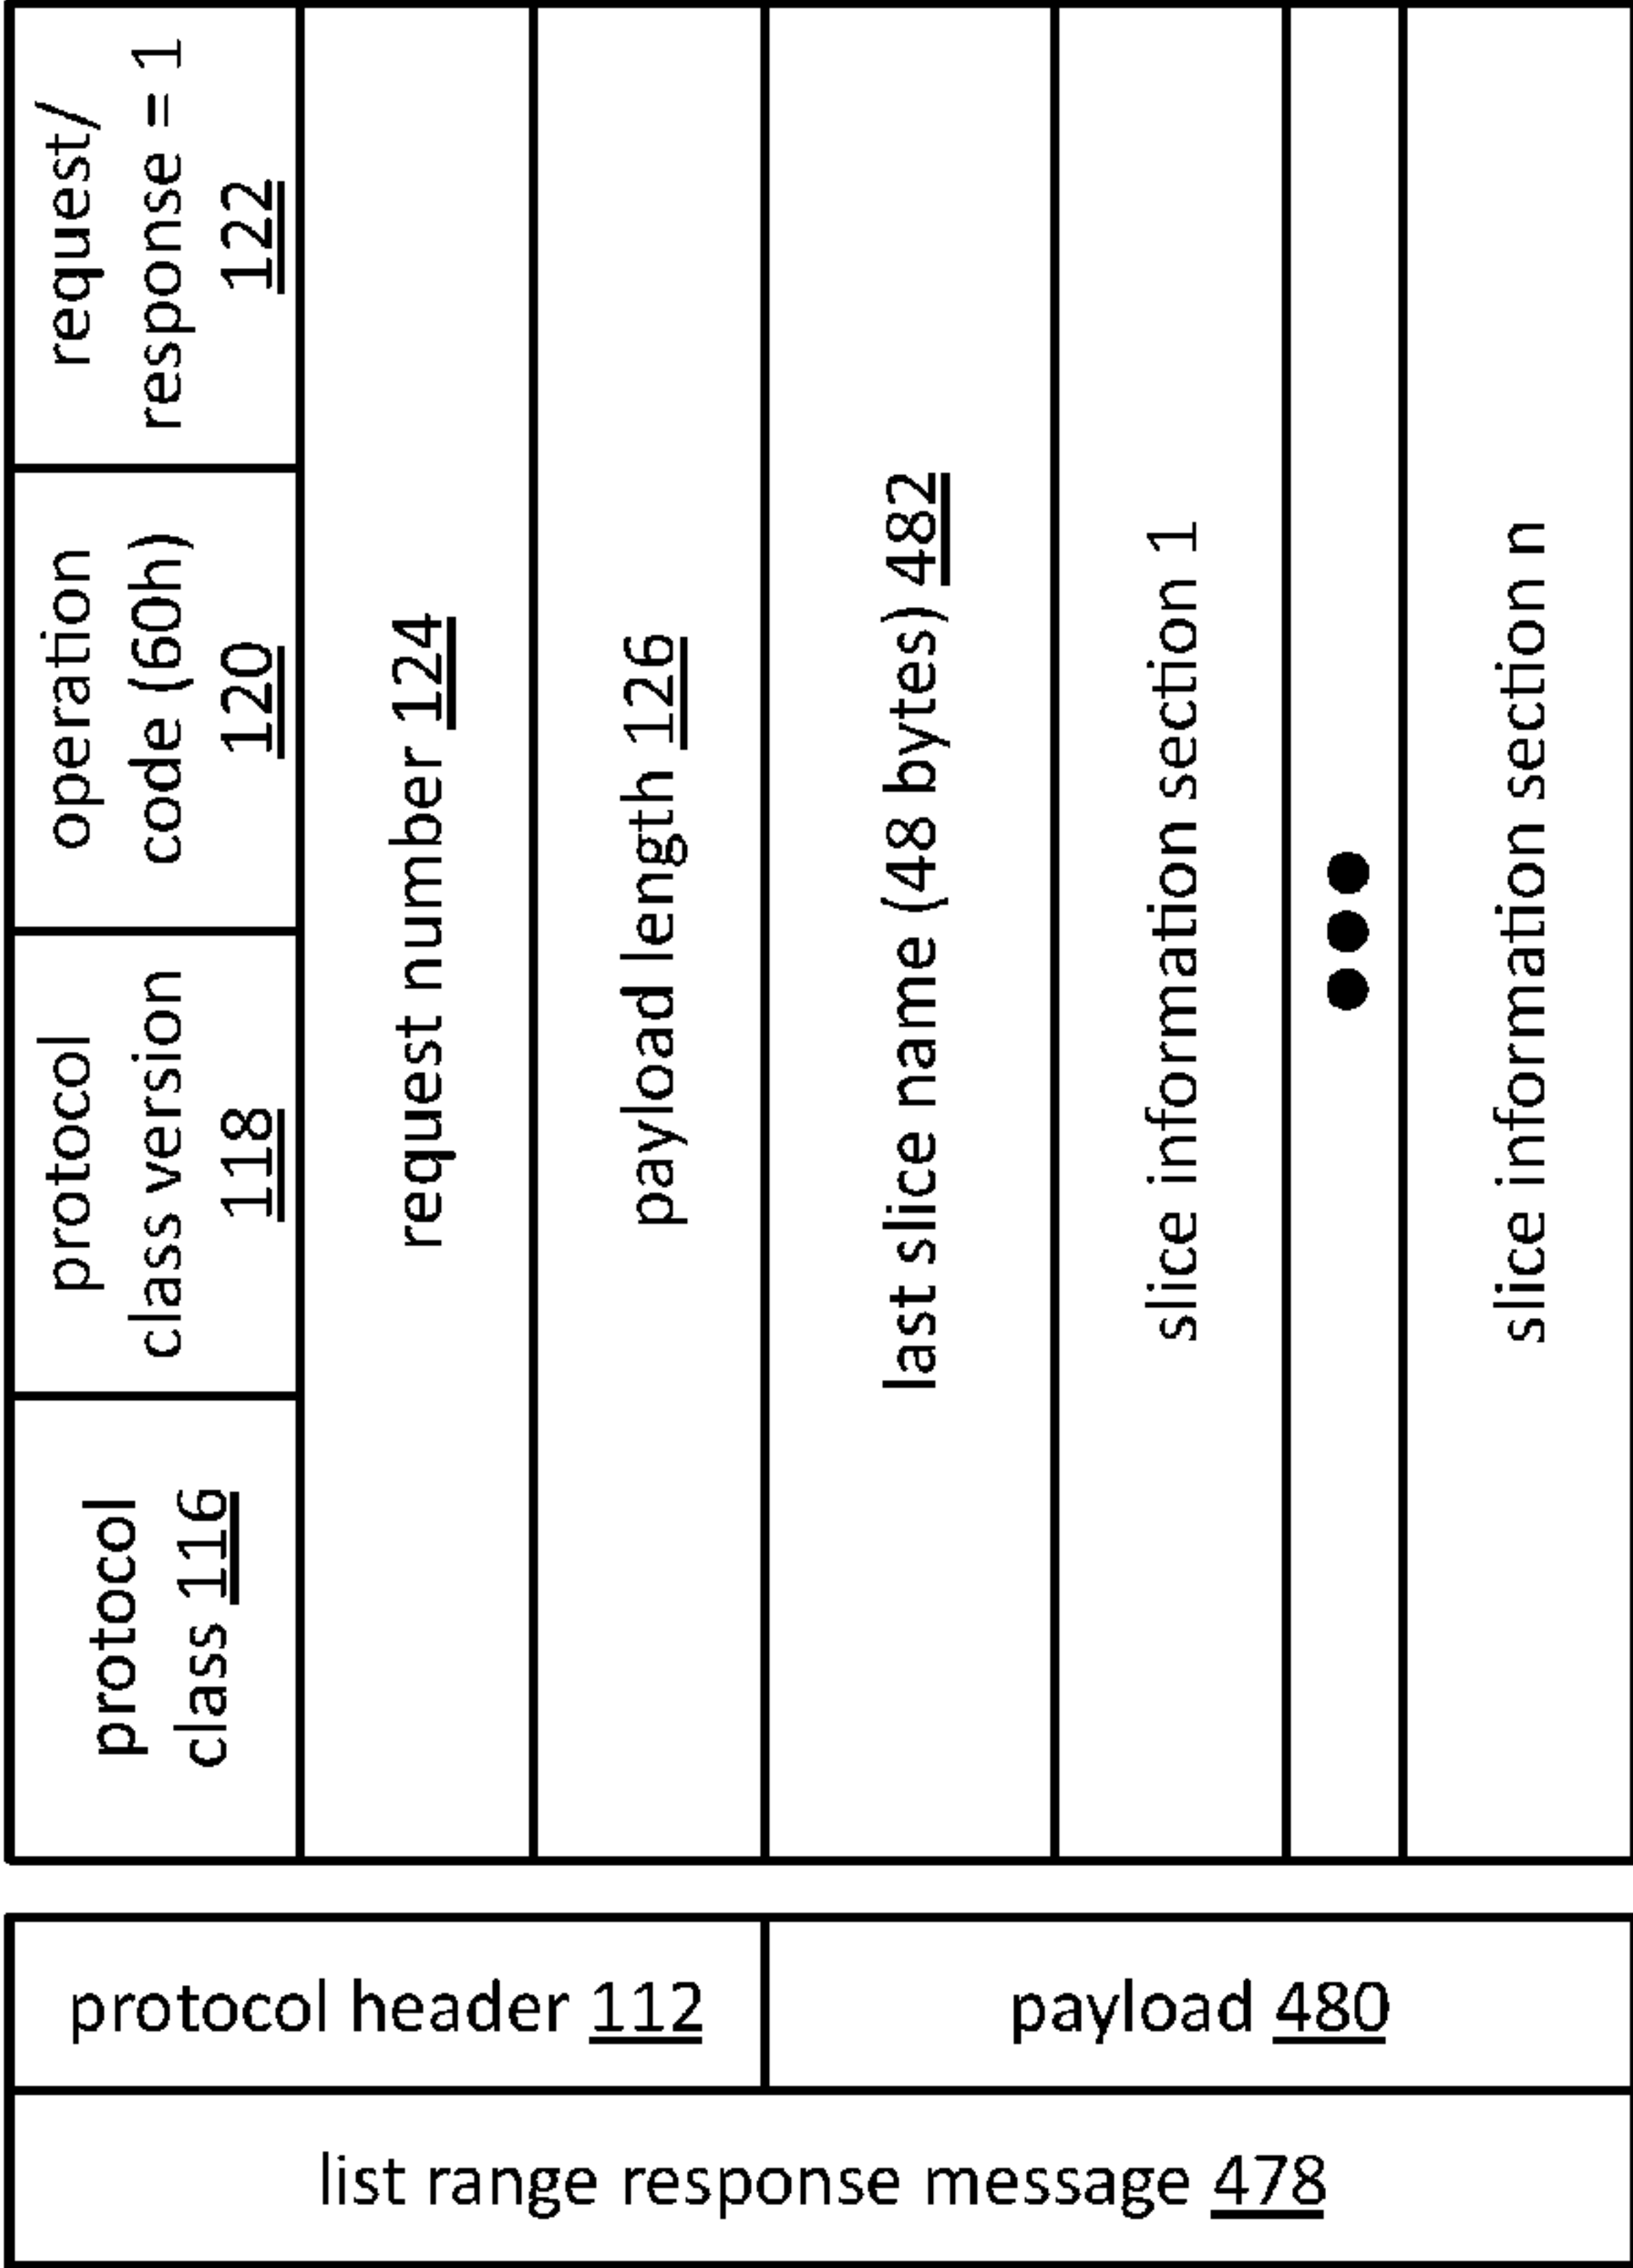 list range response message 478
protocol header 112
payload 480
protocol
class 116
protocol
class version
118
operation
code (60h)
120
request/
response = 1
122
request number 124
payload length 126
last slice name (48 bytes) 482
slice information section 1
slice information section n